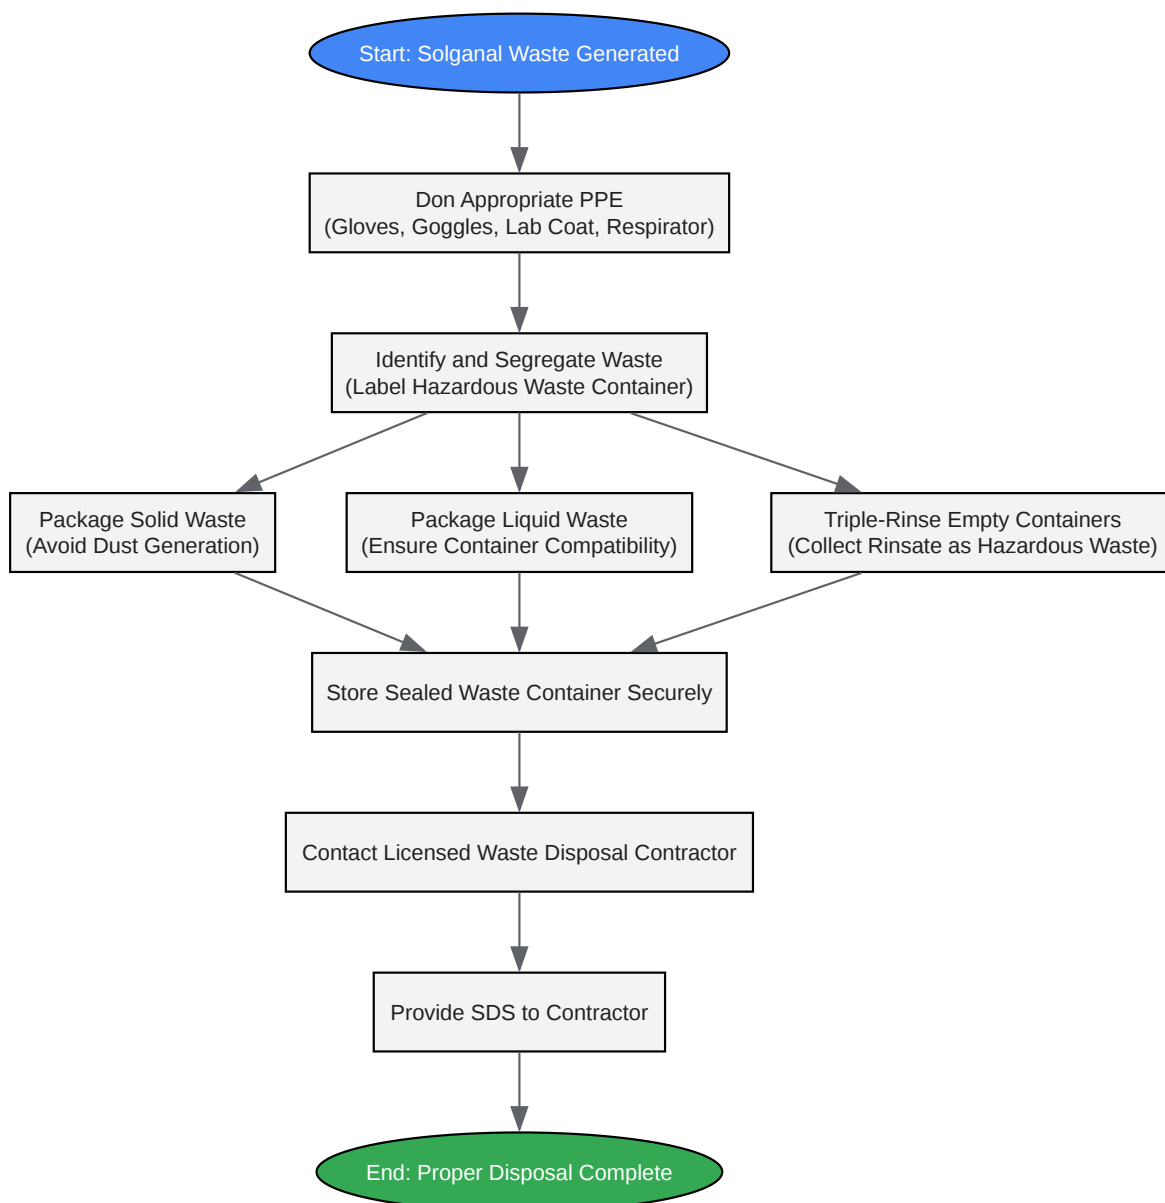 Start: Solganal Waste Generated
Don Appropriate PPE
(Gloves, Goggles, Lab Coat, Respirator)
Identify and Segregate Waste
(Label Hazardous Waste Container)
Package Solid Waste
(Avoid Dust Generation)
Package Liquid Waste
(Ensure Container Compatibility)
Triple-Rinse Empty Containers
(Collect Rinsate as Hazardous Waste)
Store Sealed Waste Container Securely
Contact Licensed Waste Disposal Contractor
Provide SDS to Contractor
End: Proper Disposal Complete